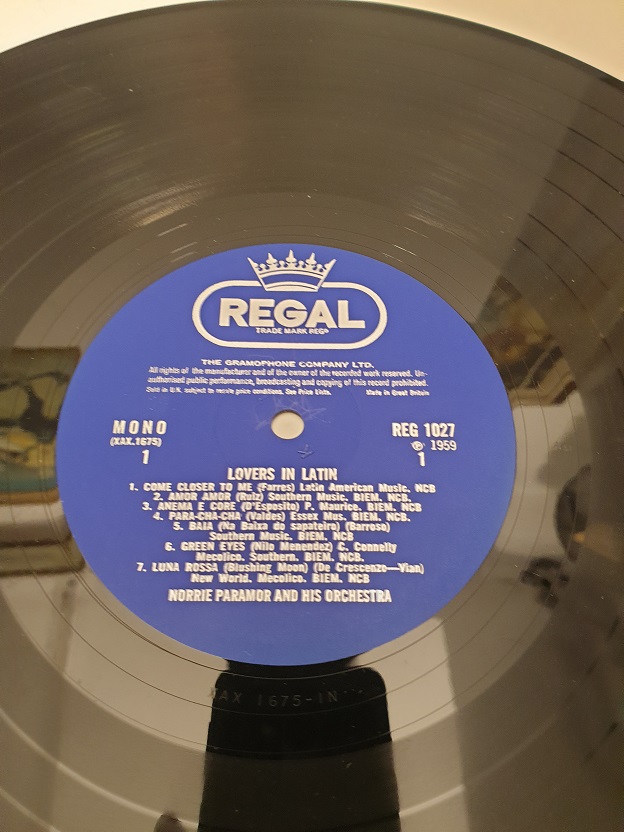 REGAL
TRADE MARK REGD
THE GRAMOPHONE COMPANY LTD.
All rights of the manufacturer and of the owner of the recorded work reserved. Un-
authorised public performance, broadcasting and copying of this record prohibited.
Sold in U.K. subject to resale price conditions, See Price Lists. Made in Great Britain
MONO REG 1027
(XAX.1675) ℗ 1959
1 1
LOVERS IN LATIN
1. COME CLOSER TO ME (Farres) Latin American Music. NCB
2. AMOR AMOR (Ruiz) Southern Music. BIEM. NCB.
3. ANEMA E CORE (D'Esposito) P. Maurice. BIEM. NCB
4. PARA-CHA-CHA (Valdes) Essex Mus. BIEM. NCB.
5. BAIA (Na Baixa do sapateiro) (Barroso)
Southern Music. BIEM. NCB
6. GREEN EYES (Nilo Menendez) C. Connelly
Mecolico. Southern. BIEM. NCB.
7. LUNA ROSSA (Blushing Moon) (De Crescenzo—Vian)
New World. Mecolico. BIEM. NCB
NORRIE PARAMOR AND HIS ORCHESTRA
XAX 1675-1N